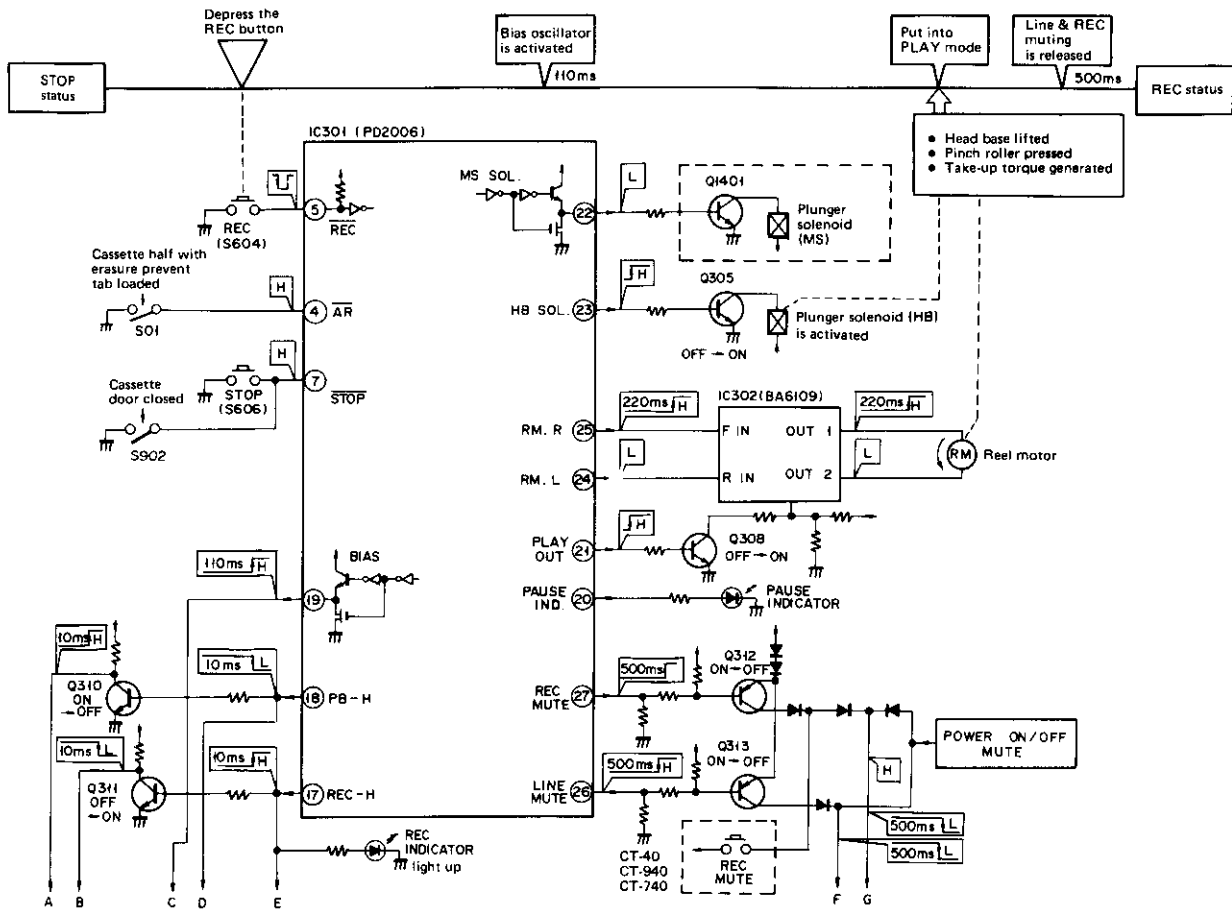 Depress the
REC button
STOP
status
Bias oscillator
is activated
110ms
Put into
PLAY mode
Line & REC
muting
is released
500ms
REC status
• Head base lifted
• Pinch roller pressed
• Take-up torque generated
IC301 (PD2006)
MS SOL.
22
L
Q1401
Plunger
solenoid
(MS)
5
REC
REC
(S604)
Cassette half with
erasure prevent
tab loaded
S01
H
4
AR
HB SOL.
23
H
Q305
OFF → ON
Plunger solenoid (HB)
is activated
H
7
STOP
STOP
(S606)
Cassette
door closed
S902
RM. R
25
220ms H
IC302(BA6109)
F IN
OUT 1
220ms H
RM. L
24
L
R IN
OUT 2
L
RM
Reel motor
PLAY
OUT
21
H
Q308
OFF → ON
110ms H
19
BIAS
PAUSE
IND.
20
PAUSE
INDICATOR
10ms H
Q310
ON
→ OFF
10ms L
18
PB-H
REC
MUTE
27
500ms
Q312
ON → OFF
POWER ON/OFF
MUTE
10ms L
Q311
OFF
← ON
10ms H
17
REC-H
LINE
MUTE
26
500ms H
Q313
ON → OFF
H
500ms L
500ms L
REC
INDICATOR
light up
CT-40
CT-940
CT-740
REC
MUTE
A
B
C
D
E
F
G